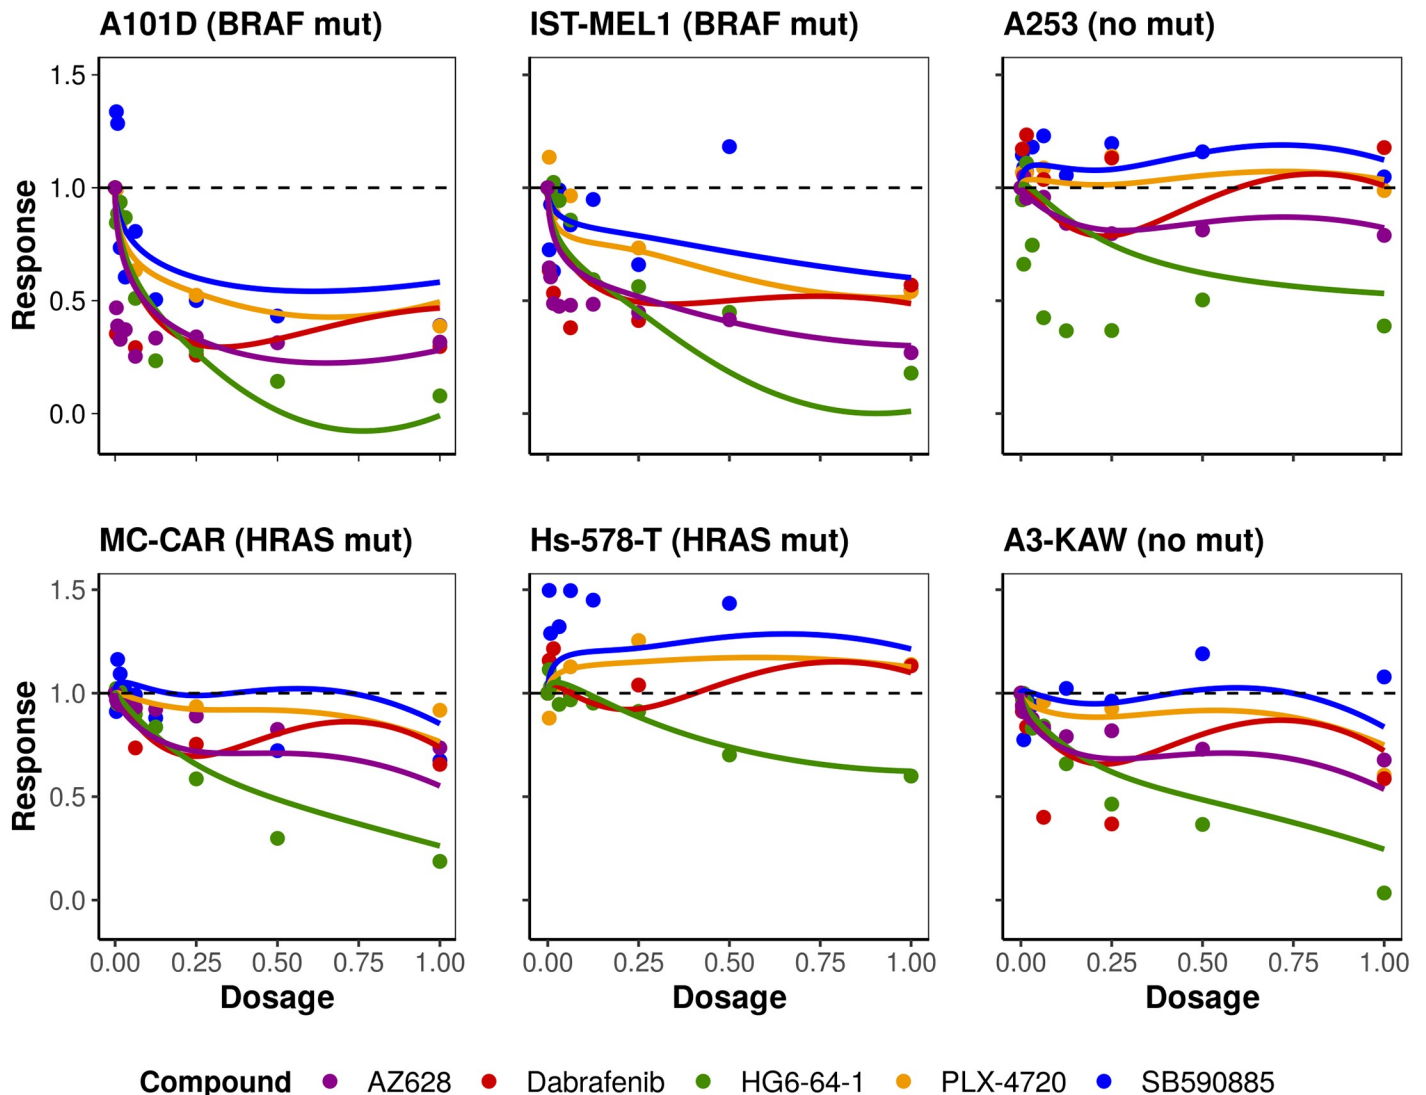 A101D (BRAF mut) IST-MEL1 (BRAF mut) A253 (no mut)
1.5
1.0
0.5
0.0
Response
MC-CAR (HRAS mut) Hs-578-T (HRAS mut) A3-KAW (no mut)
1.5
1.0
0.5
0.0
Response
0.00 0.25 0.50 0.75 1.00 0.00 0.25 0.50 0.75 1.00 0.00 0.25 0.50 0.75 1.00
Dosage Dosage Dosage
Compound AZ628 Dabrafenib HG6-64-1 PLX-4720 SB590885